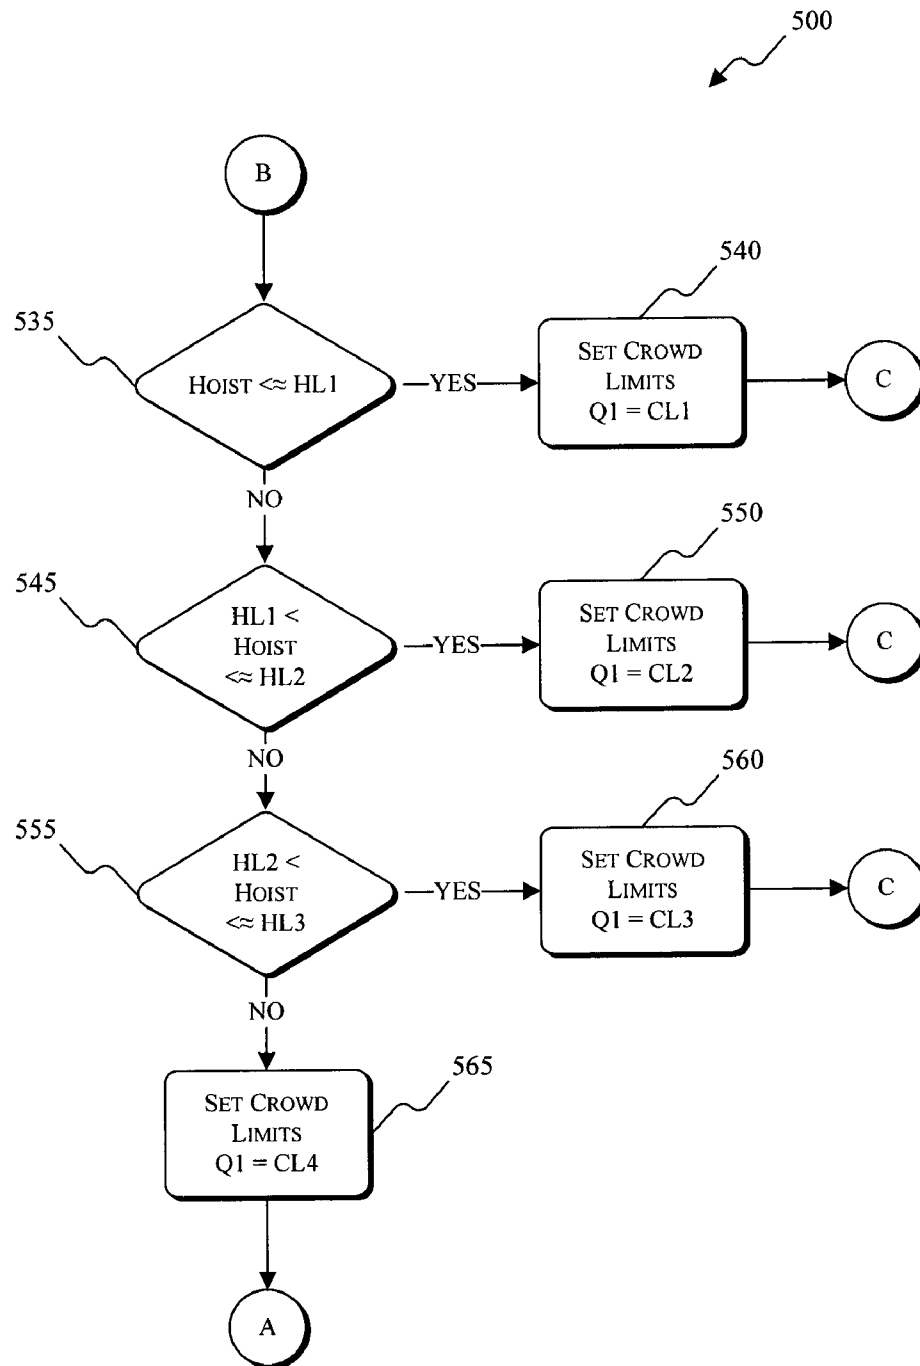 500
B
540
535
HOIST <≈ HL1
YES
SET CROWD
LIMITS
Q1 = CL1
C
NO
550
545
HL1 <
HOIST
<≈ HL2
YES
SET CROWD
LIMITS
Q1 = CL2
C
NO
560
555
HL2 <
HOIST
<≈ HL3
YES
SET CROWD
LIMITS
Q1 = CL3
C
NO
565
SET CROWD
LIMITS
Q1 = CL4
A